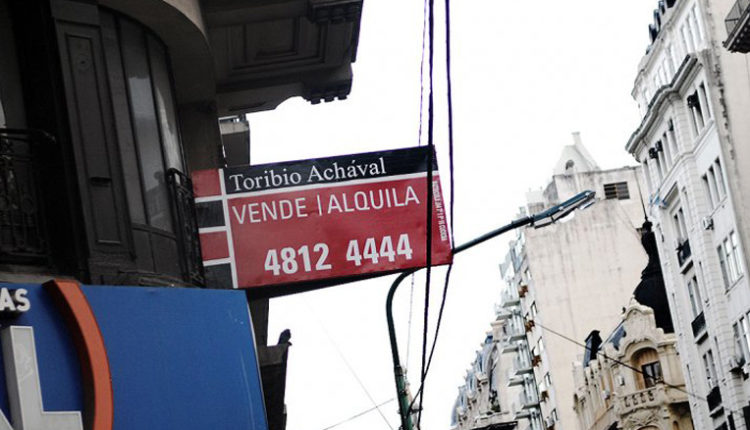 Toribio Achával
VENDE | ALQUILA
4812 4444
AS